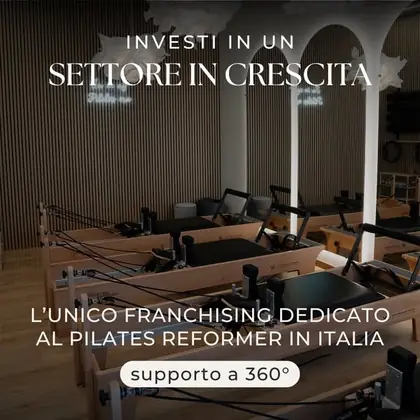 INVESTI IN UN
SETTORE IN CRESCITA
L'UNICO FRANCHISING DEDICATO
AL PILATES REFORMER IN ITALIA
supporto a 360°